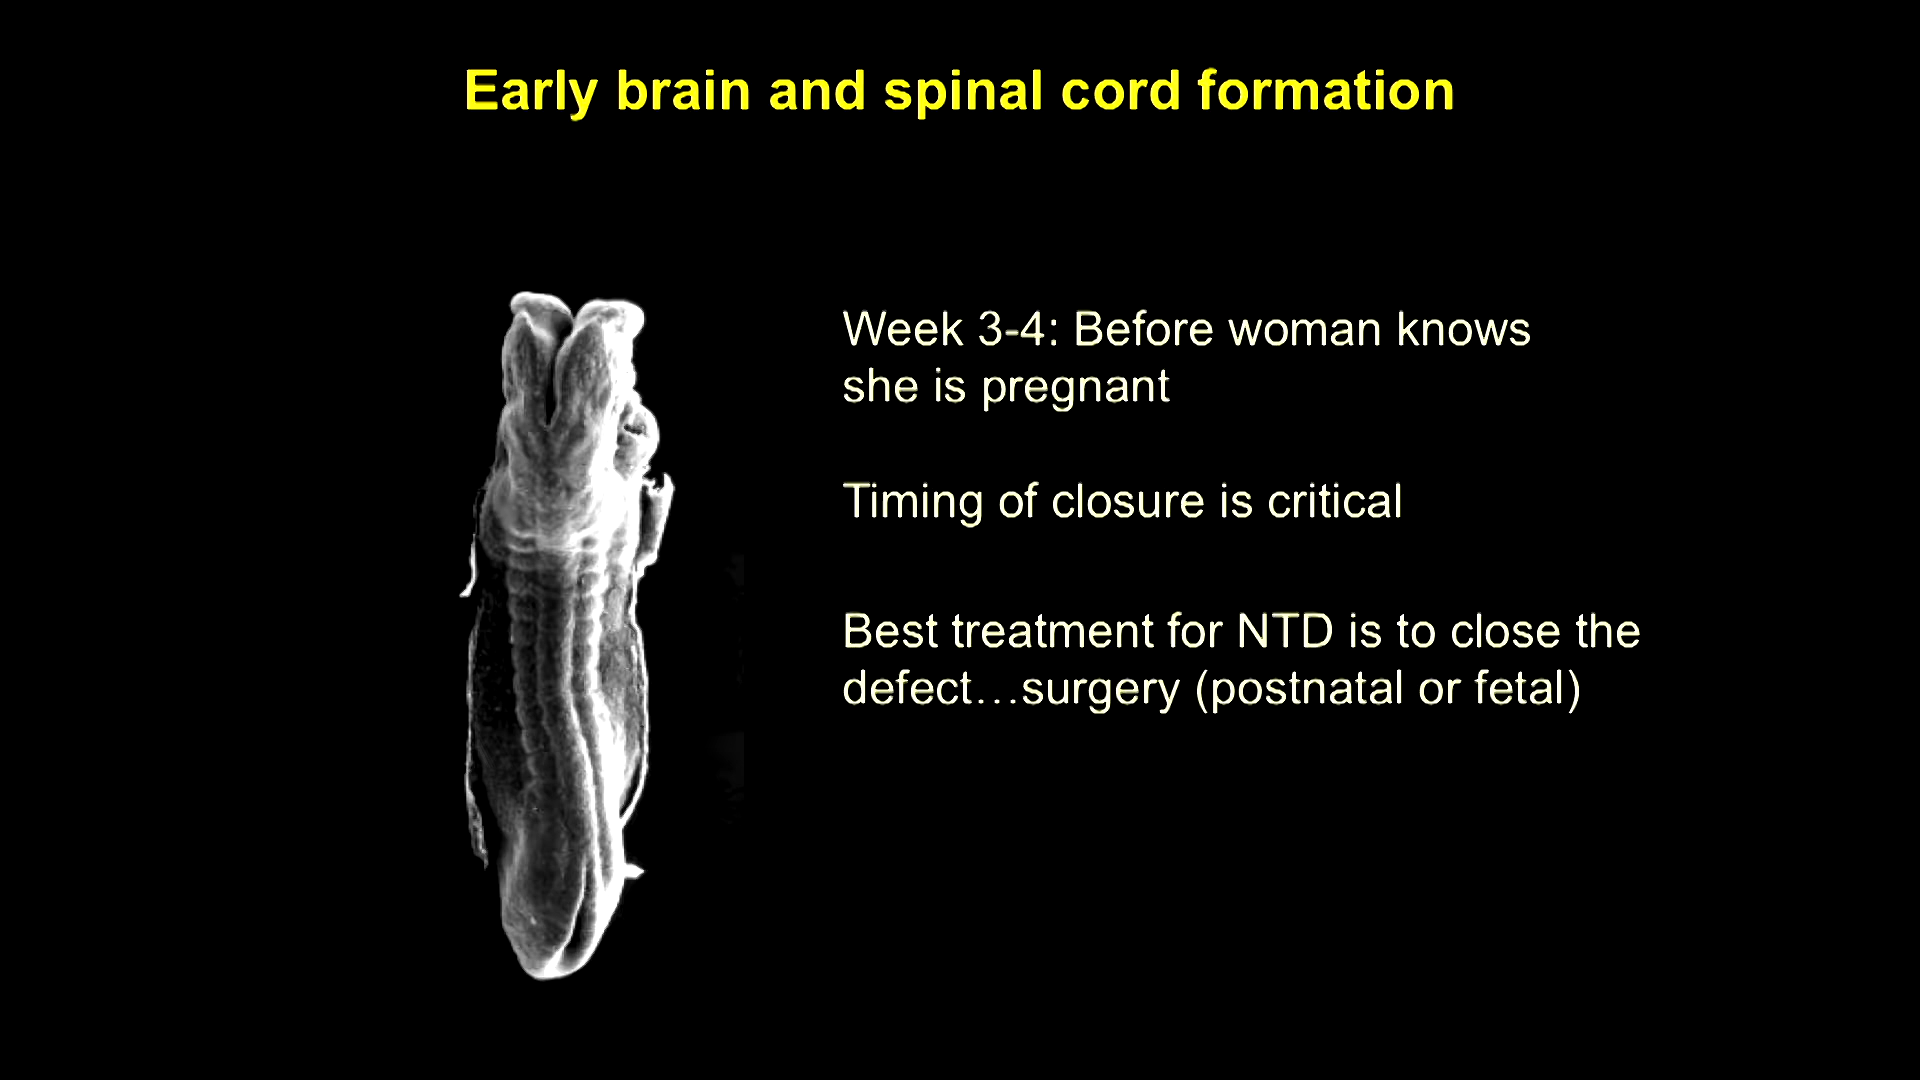 Early brain and spinal cord formation
Week 3-4: Before woman knows
she is pregnant
Timing of closure is critical
Best treatment for NTD is to close the
defect…surgery (postnatal or fetal)